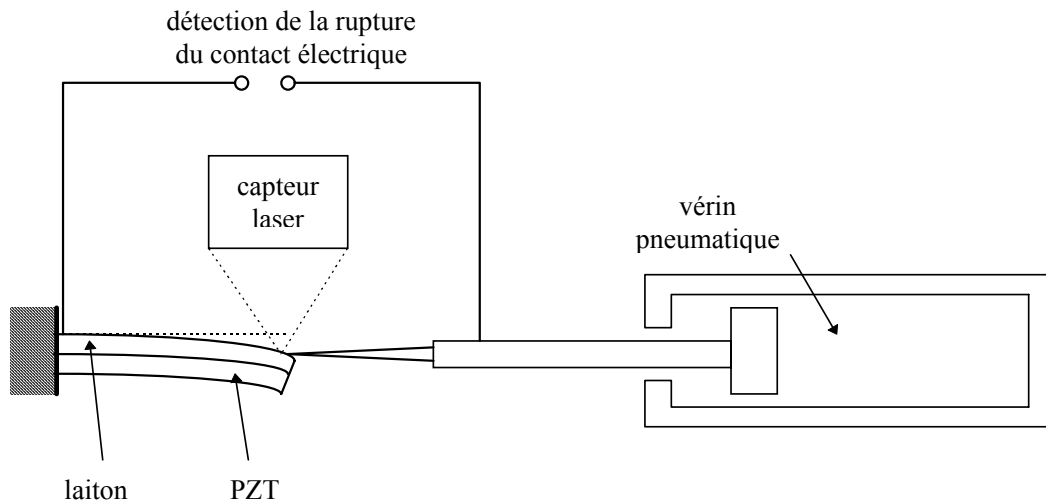 détection de la rupture
du contact électrique
capteur
laser
vérin
pneumatique
laiton
PZT